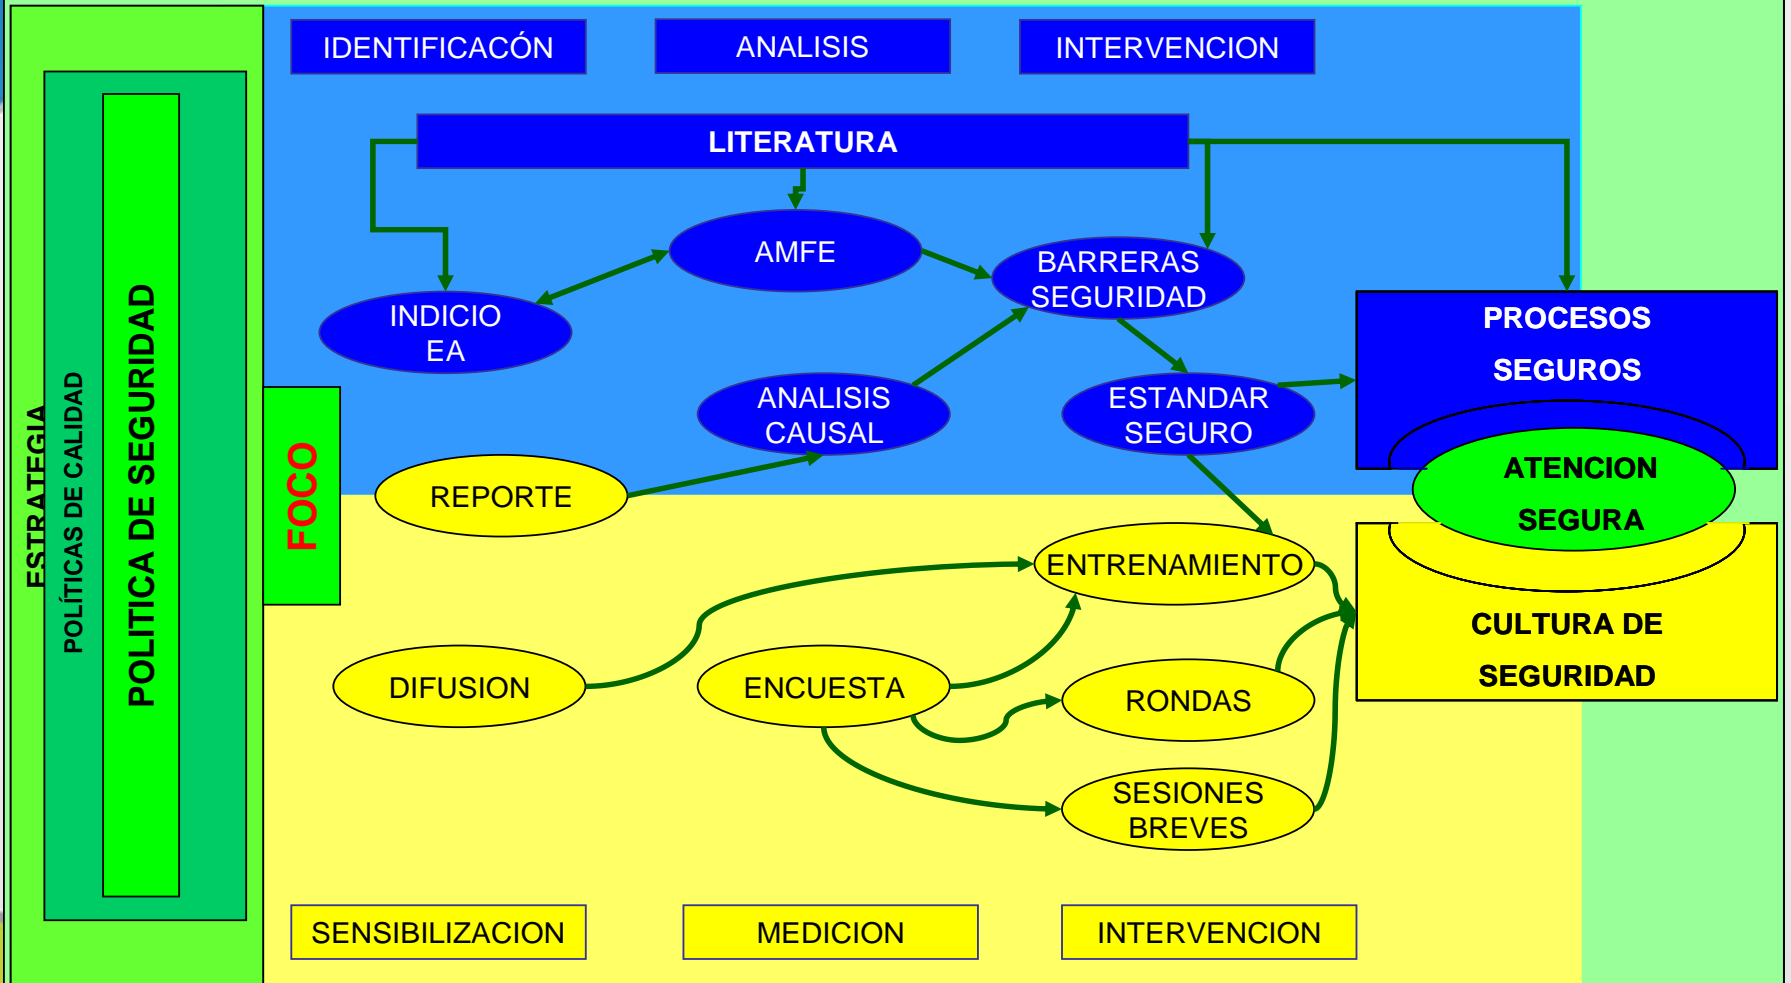 IDENTIFICACÓN
ANALISIS
INTERVENCION
LITERATURA
AMFE
BARRERAS
SEGURIDAD
INDICIO
EA
PROCESOS
SEGUROS
ANALISIS
CAUSAL
ESTANDAR
SEGURO
ESTRATEGIA
POLÍTICAS DE CALIDAD
POLITICA DE SEGURIDAD
FOCO
REPORTE
ATENCION
SEGURA
ENTRENAMIENTO
CULTURA DE
SEGURIDAD
DIFUSION
ENCUESTA
RONDAS
SESIONES
BREVES
SENSIBILIZACION
MEDICION
INTERVENCION